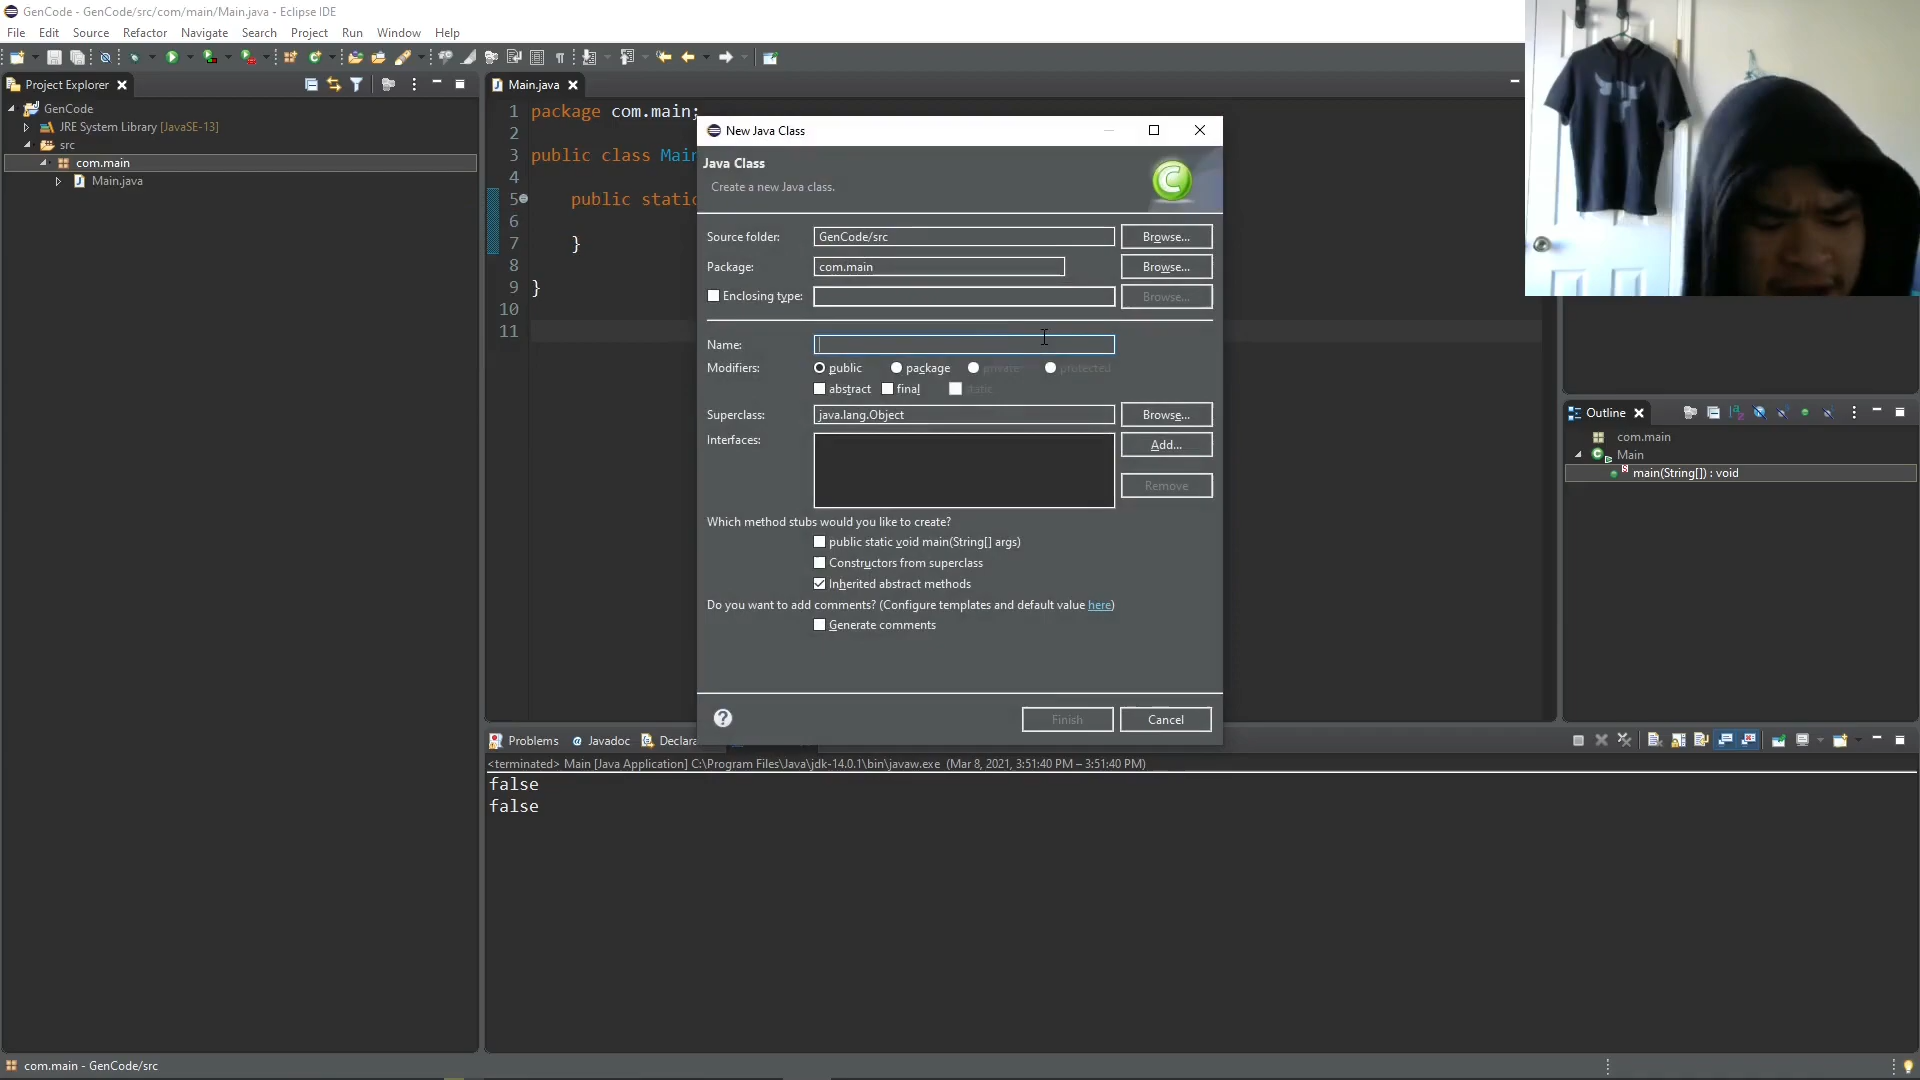 GenCode - GenCode/src/com/main/Main.java - Eclipse IDE
File Edit Source Refactor Navigate Search Project Run Window Help
Project Explorer
GenCode
JRE System Library [JavaSE-13]
src
com.main
Main.java
Main.java
1 package com.main;
2
3 public class Main
4
5 public static
6
7 }
8
9 }
10
11
New Java Class
Java Class
Create a new Java class.
Source folder: GenCode/src Browse...
Package: com.main Browse...
Enclosing type: Browse...
Name:
Modifiers: public package private protected
abstract final static
Superclass: java.lang.Object Browse...
Interfaces: Add...
Remove
Which method stubs would you like to create?
public static void main(String[] args)
Constructors from superclass
Inherited abstract methods
Do you want to add comments? (Configure templates and default value here)
Generate comments
Finish Cancel
Outline
com.main
Main
main(String[]) : void
Problems Javadoc Declara
<terminated> Main [Java Application] C:\Program Files\Java\jdk-14.0.1\bin\javaw.exe (Mar 8, 2021, 3:51:40 PM – 3:51:40 PM)
false
false
com.main - GenCode/src